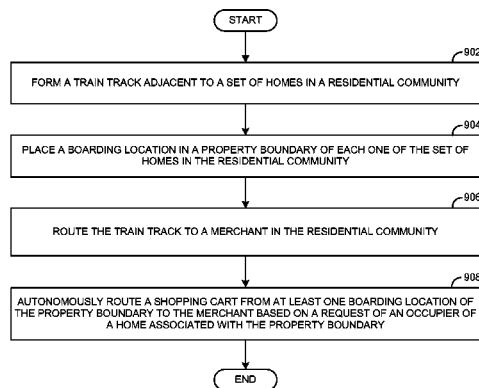 START
902
FORM A TRAIN TRACK ADJACENT TO A SET OF HOMES IN A RESIDENTIAL COMMUNITY
904
PLACE A BOARDING LOCATION IN A PROPERTY BOUNDARY OF EACH ONE OF THE SET OF
HOMES IN THE RESIDENTIAL COMMUNITY
906
ROUTE THE TRAIN TRACK TO A MERCHANT IN THE RESIDENTIAL COMMUNITY
908
AUTONOMOUSLY ROUTE A SHOPPING CART FROM AT LEAST ONE BOARDING LOCATION OF
THE PROPERTY BOUNDARY TO THE MERCHANT BASED ON A REQUEST OF AN OCCUPIER OF
A HOME ASSOCIATED WITH THE PROPERTY BOUNDARY
END